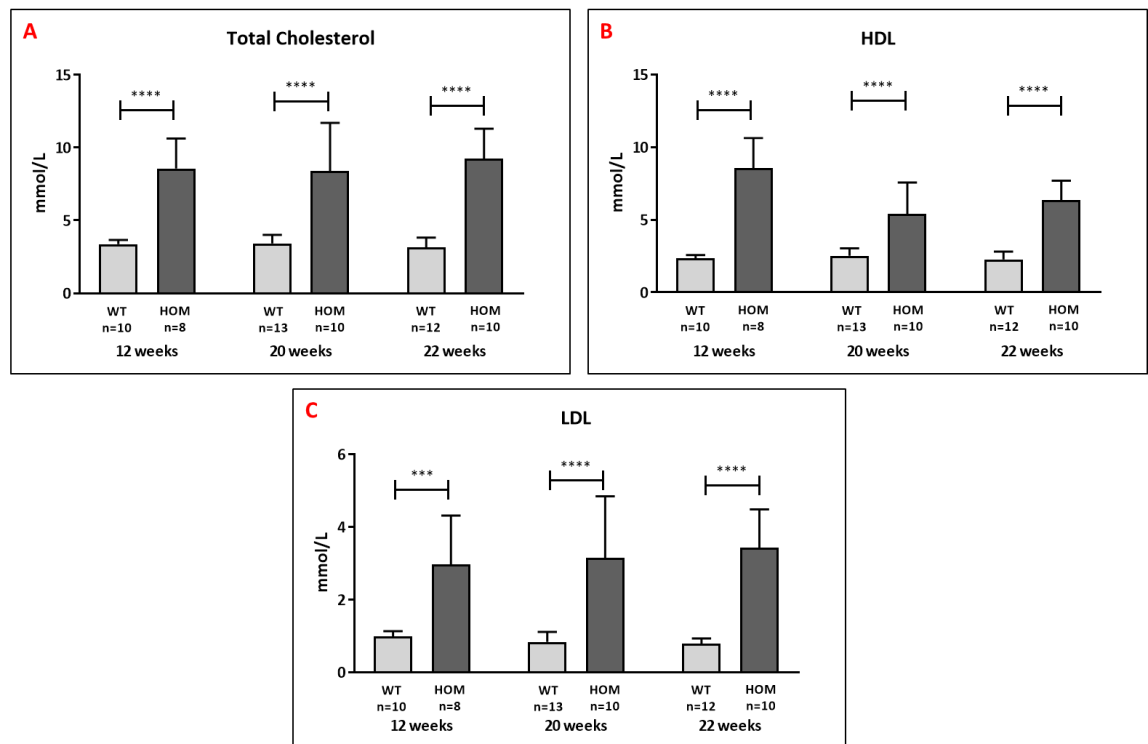 A
Total Cholesterol
15
10
5
0
mmol/L
**** **** ****
WT HOM WT HOM WT HOM
n=10 n=8 n=13 n=10 n=12 n=10
12 weeks 20 weeks 22 weeks
B
HDL
15
10
5
0
mmol/L
**** **** ****
WT HOM WT HOM WT HOM
n=10 n=8 n=13 n=10 n=12 n=10
12 weeks 20 weeks 22 weeks
C
LDL
6
4
2
0
mmol/L
*** **** ****
WT HOM WT HOM WT HOM
n=10 n=8 n=13 n=10 n=12 n=10
12 weeks 20 weeks 22 weeks